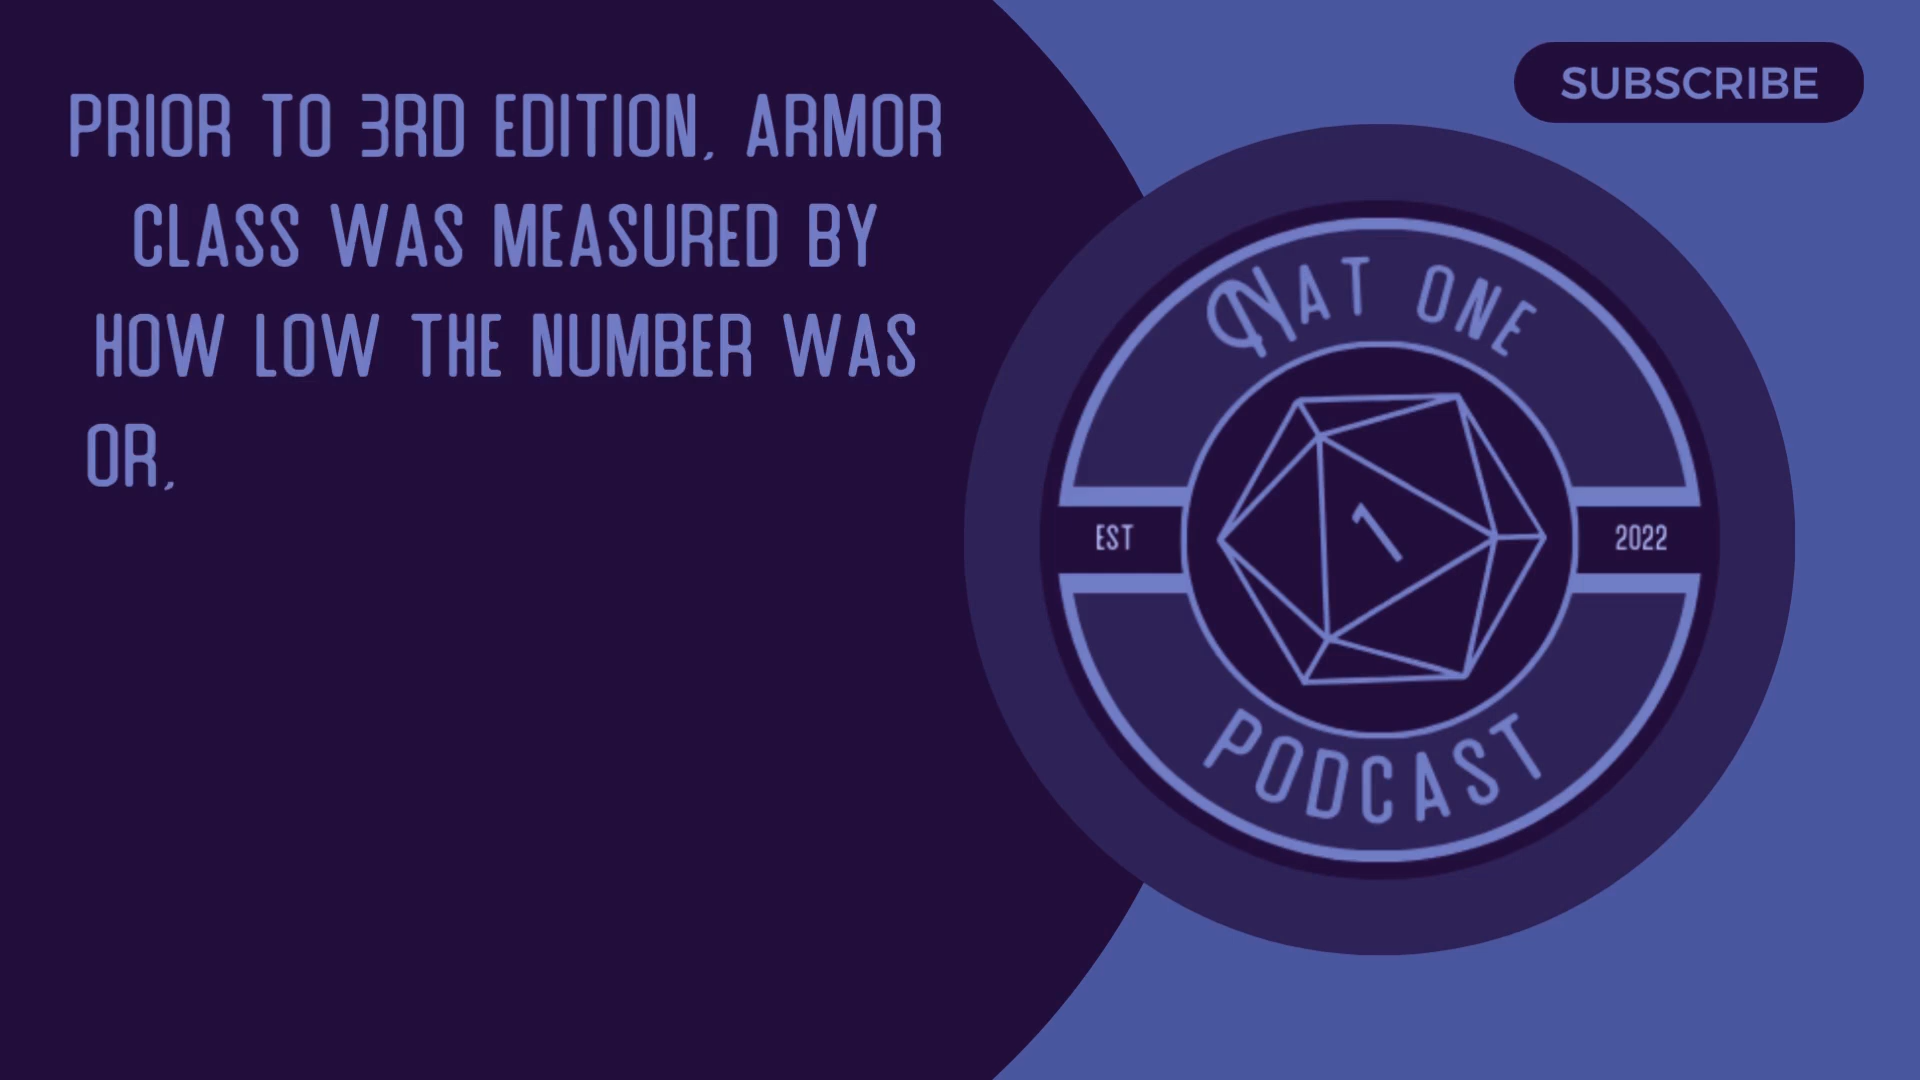 PRIOR TO 3RD EDITION, ARMOR
CLASS WAS MEASURED BY
HOW LOW THE NUMBER WAS
OR,
SUBSCRIBE
NAT ONE
EST
1
2022
PODCAST